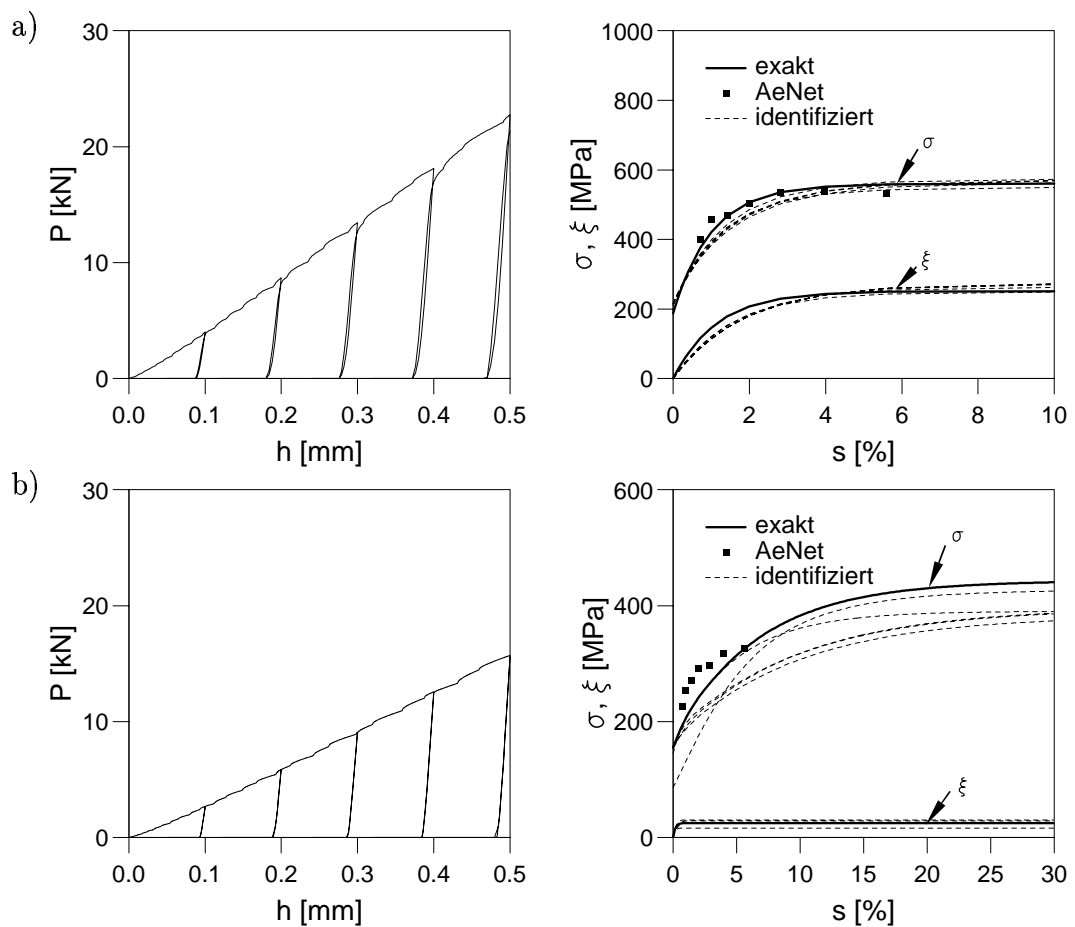 a)
30
20
10
0
P [kN]
0.0 0.1 0.2 0.3 0.4 0.5
h [mm]
1000
800
600
400
200
0
σ, ξ [MPa]
exakt
AeNet
identifiziert
σ
ξ
0 2 4 6 8 10
s [%]
b)
30
20
10
0
P [kN]
0.0 0.1 0.2 0.3 0.4 0.5
h [mm]
600
400
200
0
σ, ξ [MPa]
exakt
AeNet
identifiziert
σ
ξ
0 5 10 15 20 25 30
s [%]